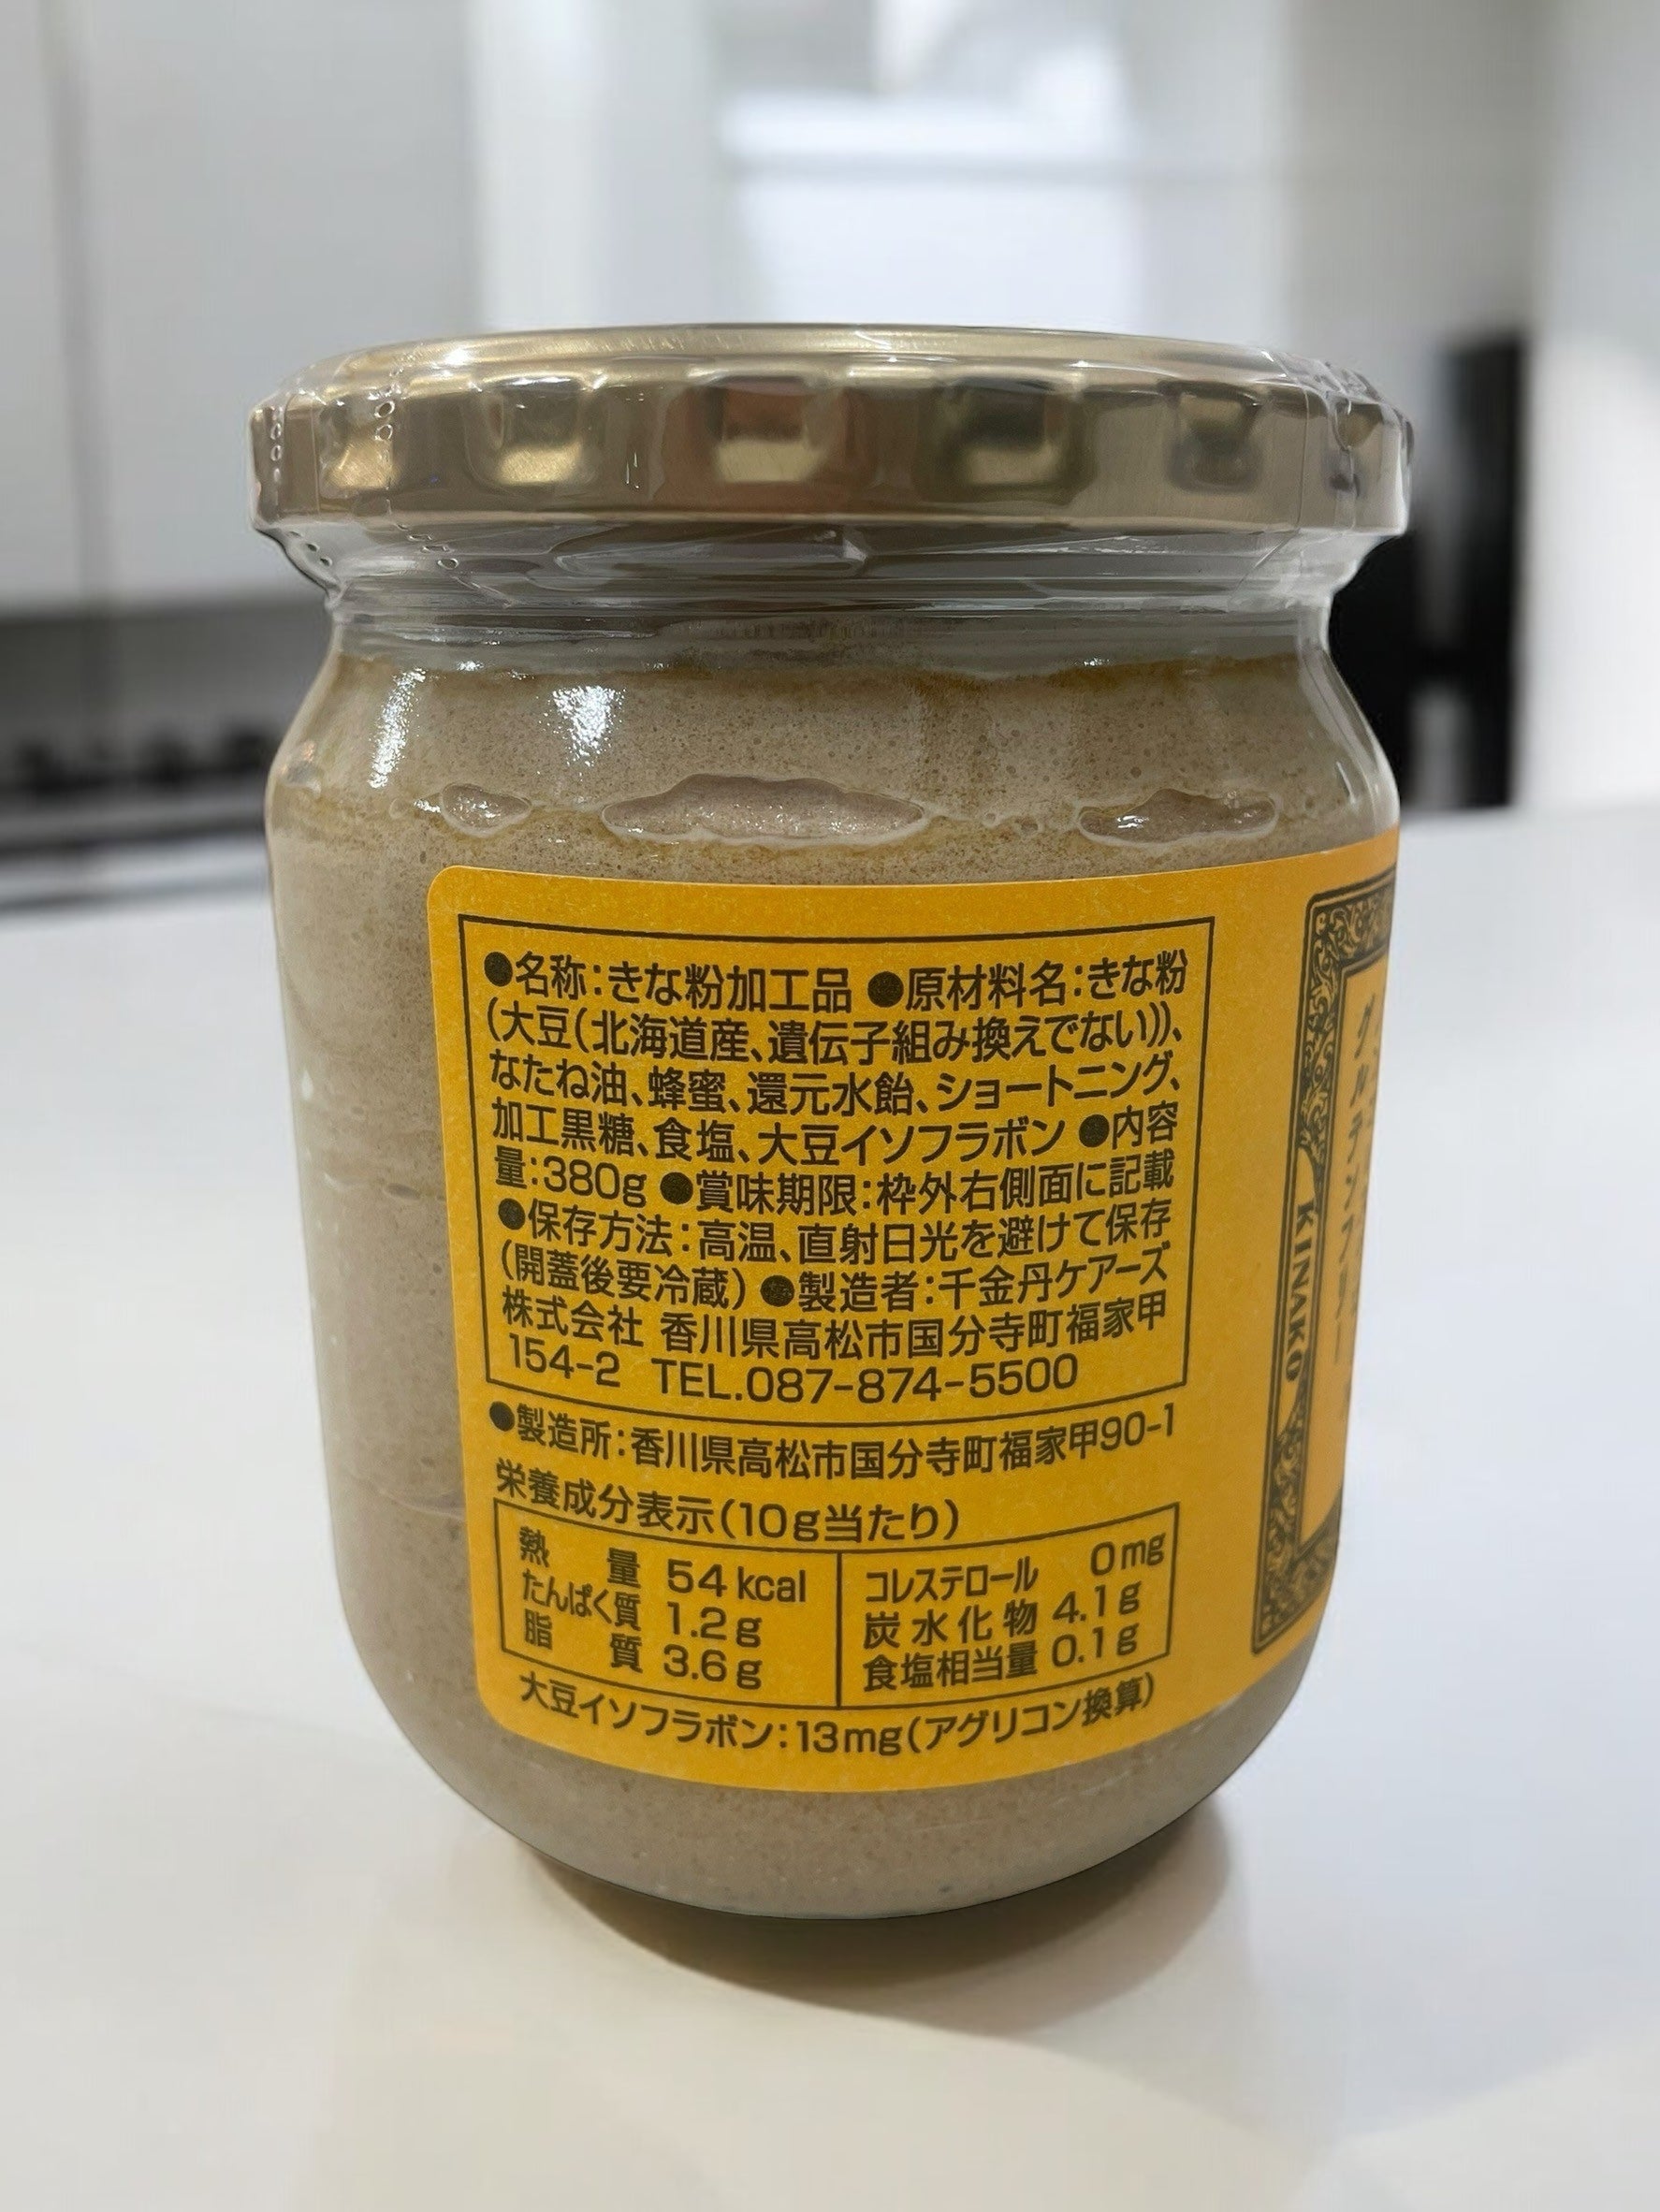 ●名称:きな粉加工品 ●原材料名:きな粉
(大豆(北海道産、遺伝子組み換えでない))、
なたね油、蜂蜜、還元水飴、ショートニング、
加工黒糖、食塩、大豆イソフラボン ●内容
量:380g ●賞味期限:枠外右側面に記載
●保存方法:高温、直射日光を避けて保存
(開蓋後要冷蔵) ●製造者:千金丹ケアーズ
株式会社 香川県高松市国分寺町福家甲
154-2 TEL.087-874-5500
●製造所:香川県高松市国分寺町福家甲90-1
栄養成分表示(10g当たり)
熱量 54kcal
たんぱく質 1.2g
脂質 3.6g
コレステロール 0mg
炭水化物 4.1g
食塩相当量 0.1g
大豆イソフラボン:13mg(アグリコン換算)
KINAKO
グルテン